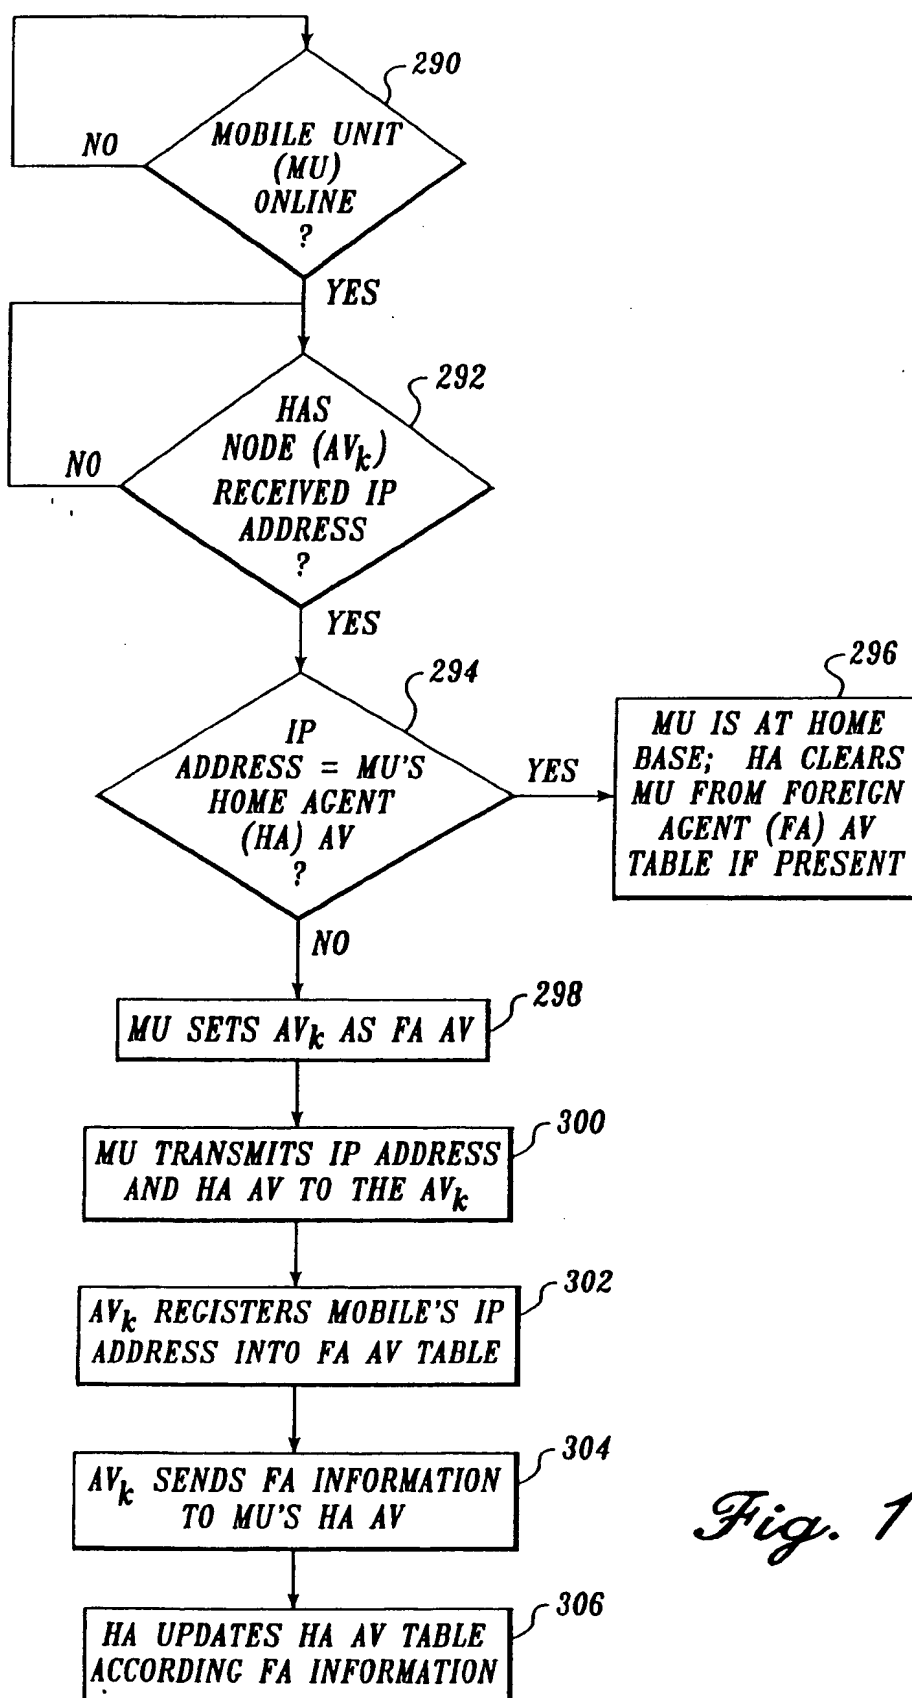 290
MOBILE UNIT
(MU)
ONLINE
?
NO
YES
292
HAS
NODE (AVk)
RECEIVED IP
ADDRESS
?
NO
YES
294
IP
ADDRESS = MU'S
HOME AGENT
(HA) AV
?
YES
296
MU IS AT HOME
BASE; HA CLEARS
MU FROM FOREIGN
AGENT (FA) AV
TABLE IF PRESENT
NO
298
MU SETS AVk AS FA AV
300
MU TRANSMITS IP ADDRESS
AND HA AV TO THE AVk
302
AVk REGISTERS MOBILE'S IP
ADDRESS INTO FA AV TABLE
304
AVk SENDS FA INFORMATION
TO MU'S HA AV
306
HA UPDATES HA AV TABLE
ACCORDING FA INFORMATION
Fig. 1